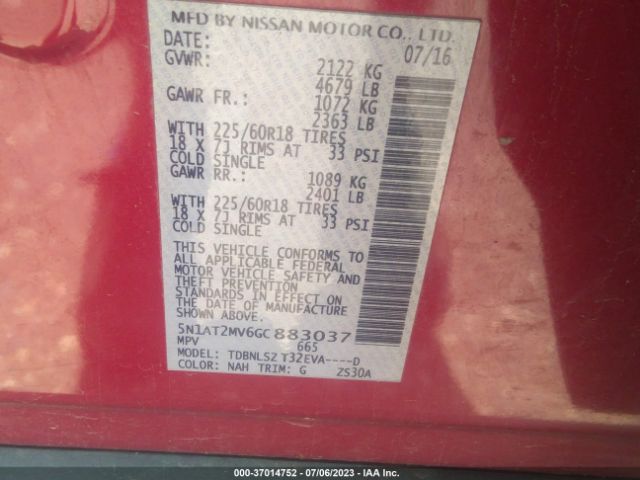 MFD BY NISSAN MOTOR CO., LTD.
DATE: 07/16
GVWR: 2122 KG
4679 LB
GAWR FR.: 1072 KG
2363 LB
WITH 225/60R18 TIRES
18 X 7J RIMS AT 33 PSI
COLD SINGLE
GAWR RR.: 1089 KG
2401 LB
WITH 225/60R18 TIRES
18 X 7J RIMS AT 33 PSI
COLD SINGLE
THIS VEHICLE CONFORMS TO
ALL APPLICABLE FEDERAL
MOTOR VEHICLE SAFETY AND
THEFT PREVENTION
STANDARDS IN EFFECT ON
THE DATE OF MANUFACTURE
SHOWN ABOVE.
5N1AT2MV6GC883037
MPV 665
MODEL: TDBNLS2 T32EVA----D
COLOR: NAH TRIM: G ZS30A
000-37014752 - 07/06/2023 - IAA Inc.